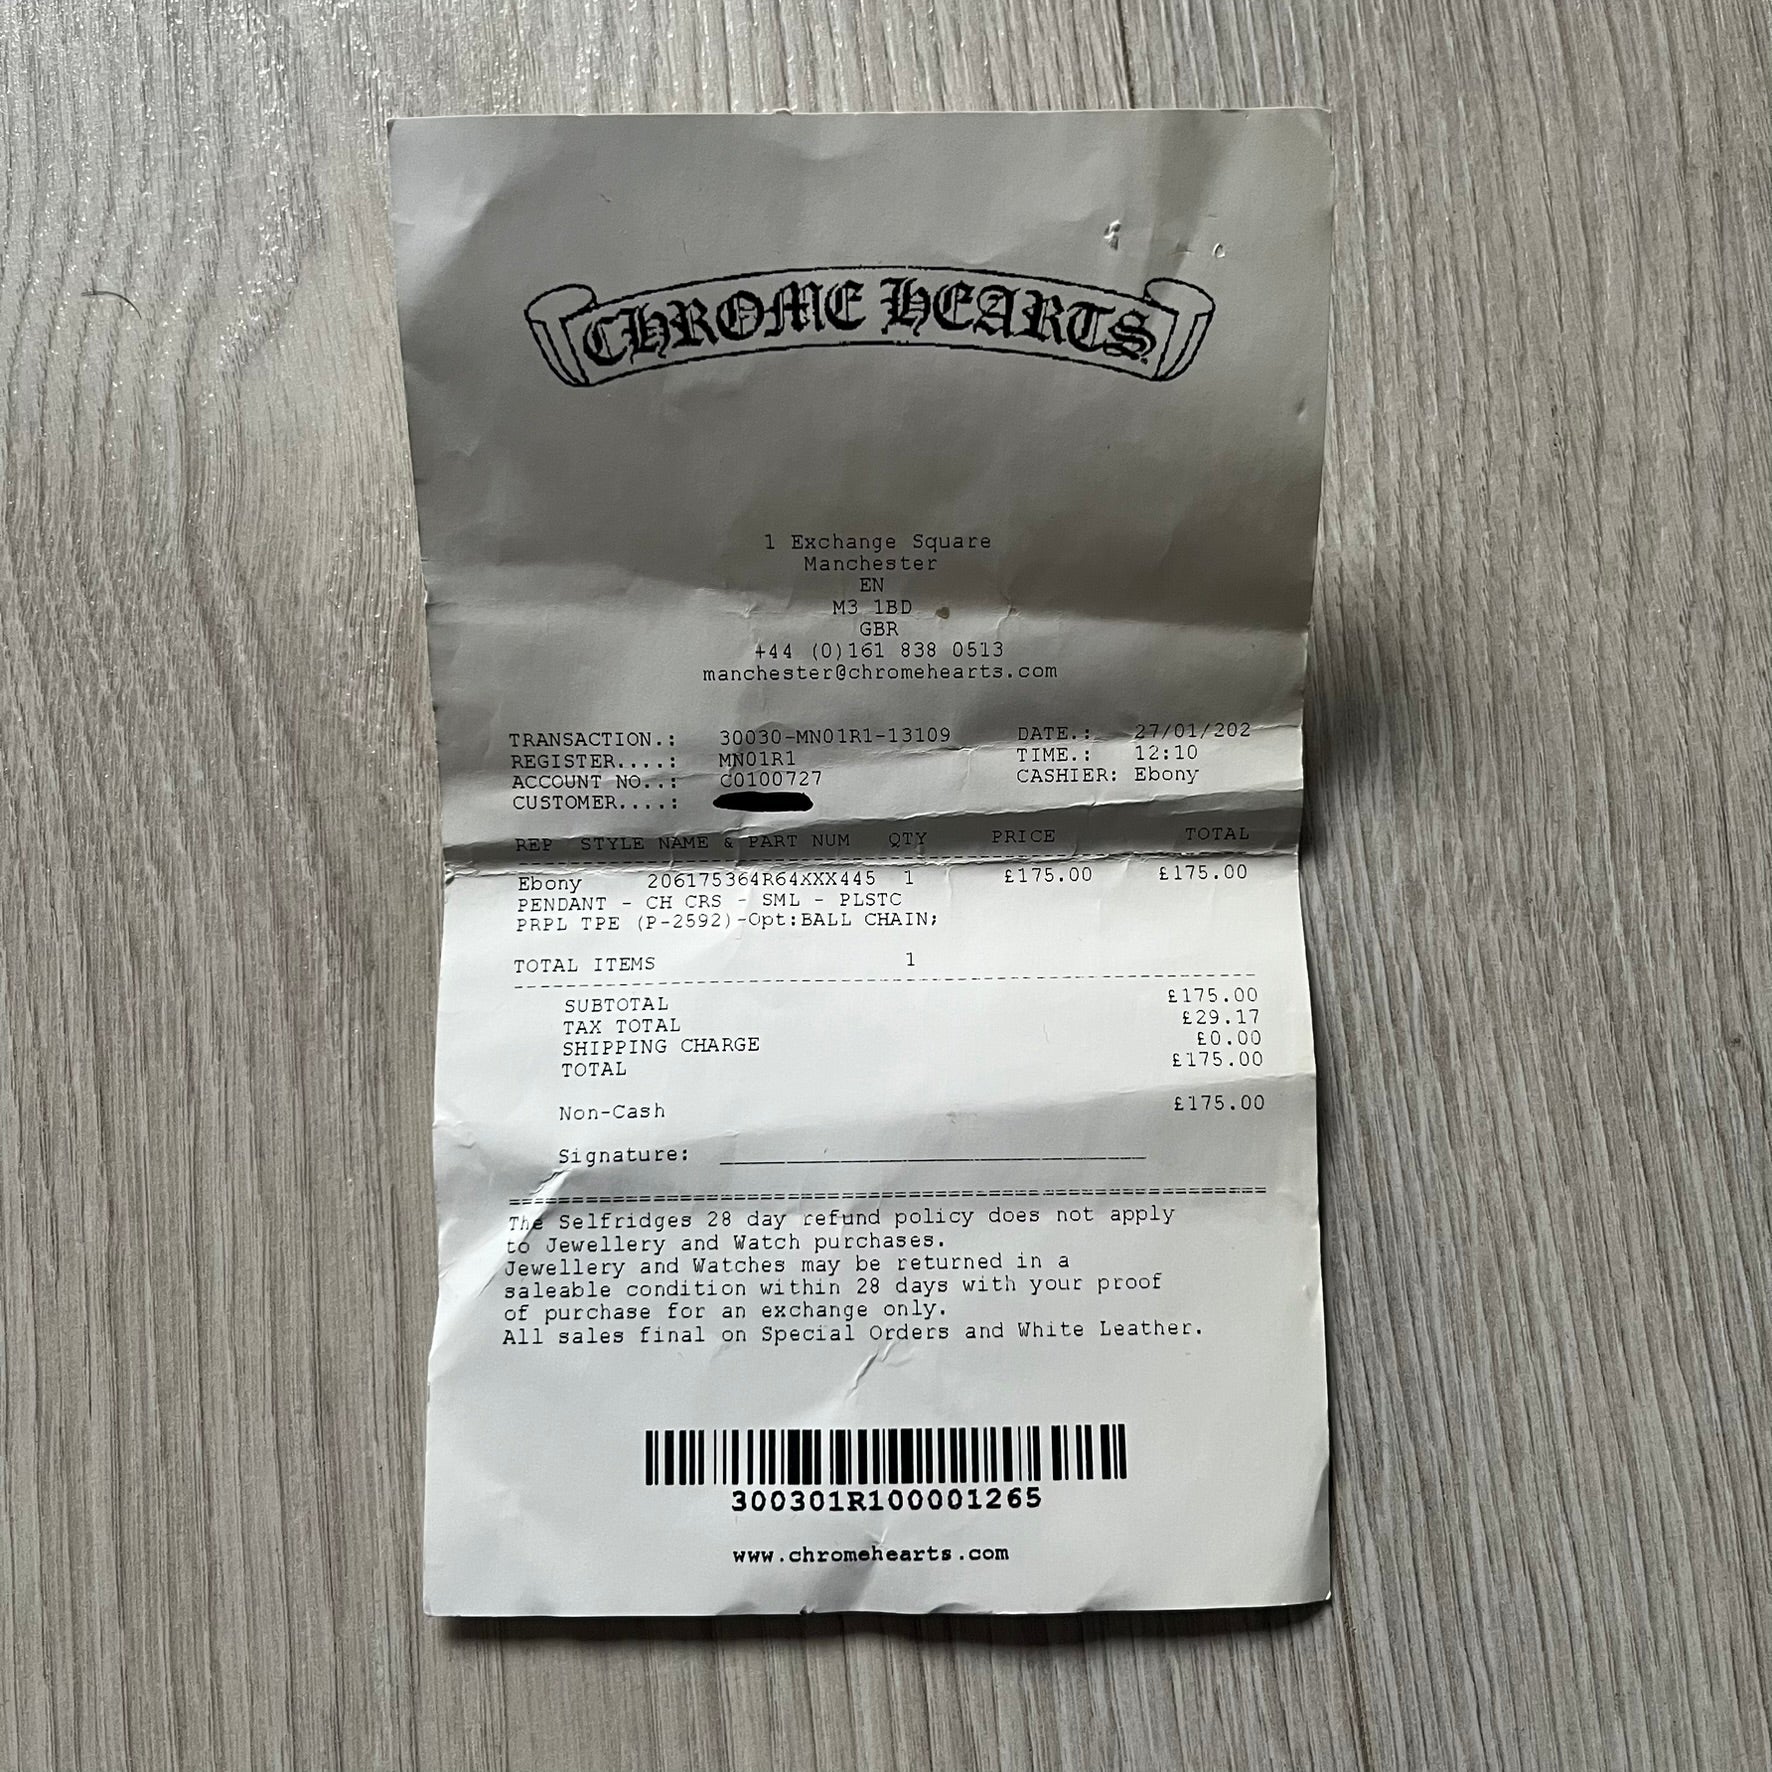 CHROME HEARTS
1 Exchange Square
Manchester
EN
M3 1BD
GBR
+44 (0)161 838 0513
manchester@chromehearts.com
TRANSACTION.: 30030-MN01R1-13109 DATE.: 27/01/202
REGISTER....: MN01R1 TIME.: 12:10
ACCOUNT NO..: C0100727 CASHIER: Ebony
CUSTOMER....:
REP STYLE NAME & PART NUM QTY PRICE TOTAL
Ebony 206175364R64XXX445 1 £175.00 £175.00
PENDANT - CH CRS - SML - PLSTC
PRPL TPE (P-2592)-Opt:BALL CHAIN;
TOTAL ITEMS 1
SUBTOTAL £175.00
TAX TOTAL £29.17
SHIPPING CHARGE £0.00
TOTAL £175.00
Non-Cash £175.00
Signature:
The Selfridges 28 day refund policy does not apply
to Jewellery and Watch purchases.
Jewellery and Watches may be returned in a
saleable condition within 28 days with your proof
of purchase for an exchange only.
All sales final on Special Orders and White Leather.
300301R100001265
www.chromehearts.com